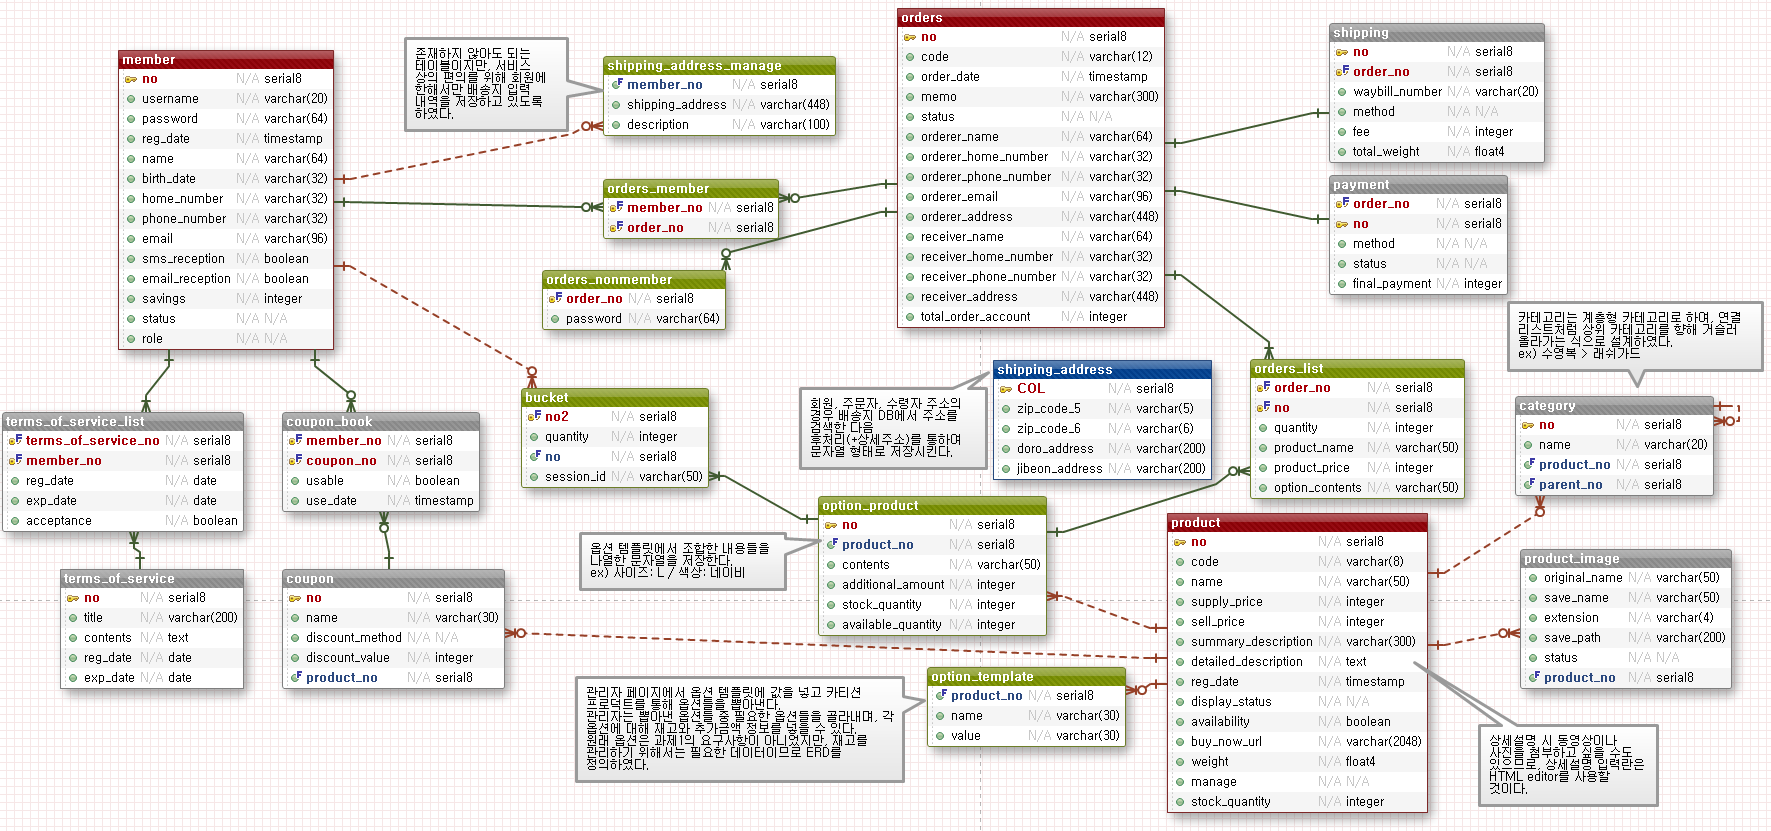 member
no N/A serial8
username N/A varchar(20)
password N/A varchar(64)
reg_date N/A timestamp
name N/A varchar(64)
birth_date N/A varchar(32)
home_number N/A varchar(32)
phone_number N/A varchar(32)
email N/A varchar(96)
sms_reception N/A boolean
email_reception N/A boolean
savings N/A integer
status N/A N/A
role N/A N/A
존재하지 않아도 되는
테이블이지만, 서비스
상의 편의를 위해 회원에
한해서만 배송지 입력
내역을 저장하고 있도록
하였다.
shipping_address_manage
member_no N/A serial8
shipping_address N/A varchar(448)
description N/A varchar(100)
orders_member
member_no N/A serial8
order_no N/A serial8
orders_nonmember
order_no N/A serial8
password N/A varchar(64)
orders
no N/A serial8
code N/A varchar(12)
order_date N/A timestamp
memo N/A varchar(300)
status N/A N/A
orderer_name N/A varchar(64)
orderer_home_number N/A varchar(32)
orderer_phone_number N/A varchar(32)
orderer_email N/A varchar(96)
orderer_address N/A varchar(448)
receiver_name N/A varchar(64)
receiver_home_number N/A varchar(32)
receiver_phone_number N/A varchar(32)
receiver_address N/A varchar(448)
total_order_account N/A integer
shipping
no N/A serial8
order_no N/A serial8
waybill_number N/A varchar(20)
method N/A N/A
fee N/A integer
total_weight N/A float4
payment
order_no N/A serial8
no N/A serial8
method N/A N/A
status N/A N/A
final_payment N/A integer
카테고리는 계층형 카테고리로 하며, 연결
리스트처럼 상위 카테고리를 향해 거슬러
올라가는 식으로 설계하였다.
ex) 수영복 > 래쉬가드
terms_of_service_list
terms_of_service_no N/A serial8
member_no N/A serial8
reg_date N/A date
exp_date N/A date
acceptance N/A boolean
coupon_book
member_no N/A serial8
coupon_no N/A serial8
usable N/A boolean
use_date N/A timestamp
bucket
no2 N/A serial8
quantity N/A integer
no N/A serial8
session_id N/A varchar(50)
회원, 주문자, 수령자 주소의
경우 배송지 DB에서 주소를
검색한 다음
후처리(+상세주소)를 통하며
문자열 형태로 저장시킨다.
shipping_address
COL N/A serial8
zip_code_5 N/A varchar(5)
zip_code_6 N/A varchar(6)
doro_address N/A varchar(200)
jibeon_address N/A varchar(200)
orders_list
order_no N/A serial8
no N/A serial8
quantity N/A integer
product_name N/A varchar(50)
product_price N/A integer
option_contents N/A varchar(50)
category
no N/A serial8
name N/A varchar(20)
product_no N/A serial8
parent_no N/A serial8
terms_of_service
no N/A serial8
title N/A varchar(200)
contents N/A text
reg_date N/A date
exp_date N/A date
coupon
no N/A serial8
name N/A varchar(30)
discount_method N/A N/A
discount_value N/A integer
product_no N/A serial8
옵션 템플릿에서 조합한 내용들을
나열한 문자열을 저장한다.
ex) 사이즈: L / 색상: 네이비
option_product
no N/A serial8
product_no N/A serial8
contents N/A varchar(50)
additional_amount N/A integer
stock_quantity N/A integer
available_quantity N/A integer
관리자 페이지에서 옵션 템플릿에 값을 넣고 카티션
프로덕트를 통해 옵션들을 뽑아낸다.
관리자는 뽑아낸 옵션들 중 필요한 옵션들을 골라내며, 각
옵션에 대해 재고와 추가금액 정보를 넣을 수 있다.
원래 옵션은 과제1의 요구사항이 아니었지만, 재고를
관리하기 위해서는 필요한 데이터이므로 ERD를
정의하였다.
option_template
product_no N/A serial8
name N/A varchar(30)
value N/A varchar(30)
product
no N/A serial8
code N/A varchar(8)
name N/A varchar(50)
supply_price N/A integer
sell_price N/A integer
summary_description N/A varchar(300)
detailed_description N/A text
reg_date N/A timestamp
display_status N/A N/A
availability N/A boolean
buy_now_url N/A varchar(2048)
weight N/A float4
manage N/A N/A
stock_quantity N/A integer
product_image
original_name N/A varchar(50)
save_name N/A varchar(50)
extension N/A varchar(4)
save_path N/A varchar(200)
status N/A N/A
product_no N/A serial8
상세설명 시 동영상이나
사진을 첨부하고 싶을 수도
있으므로, 상세설명 입력란은
HTML editor를 사용할
것이다.